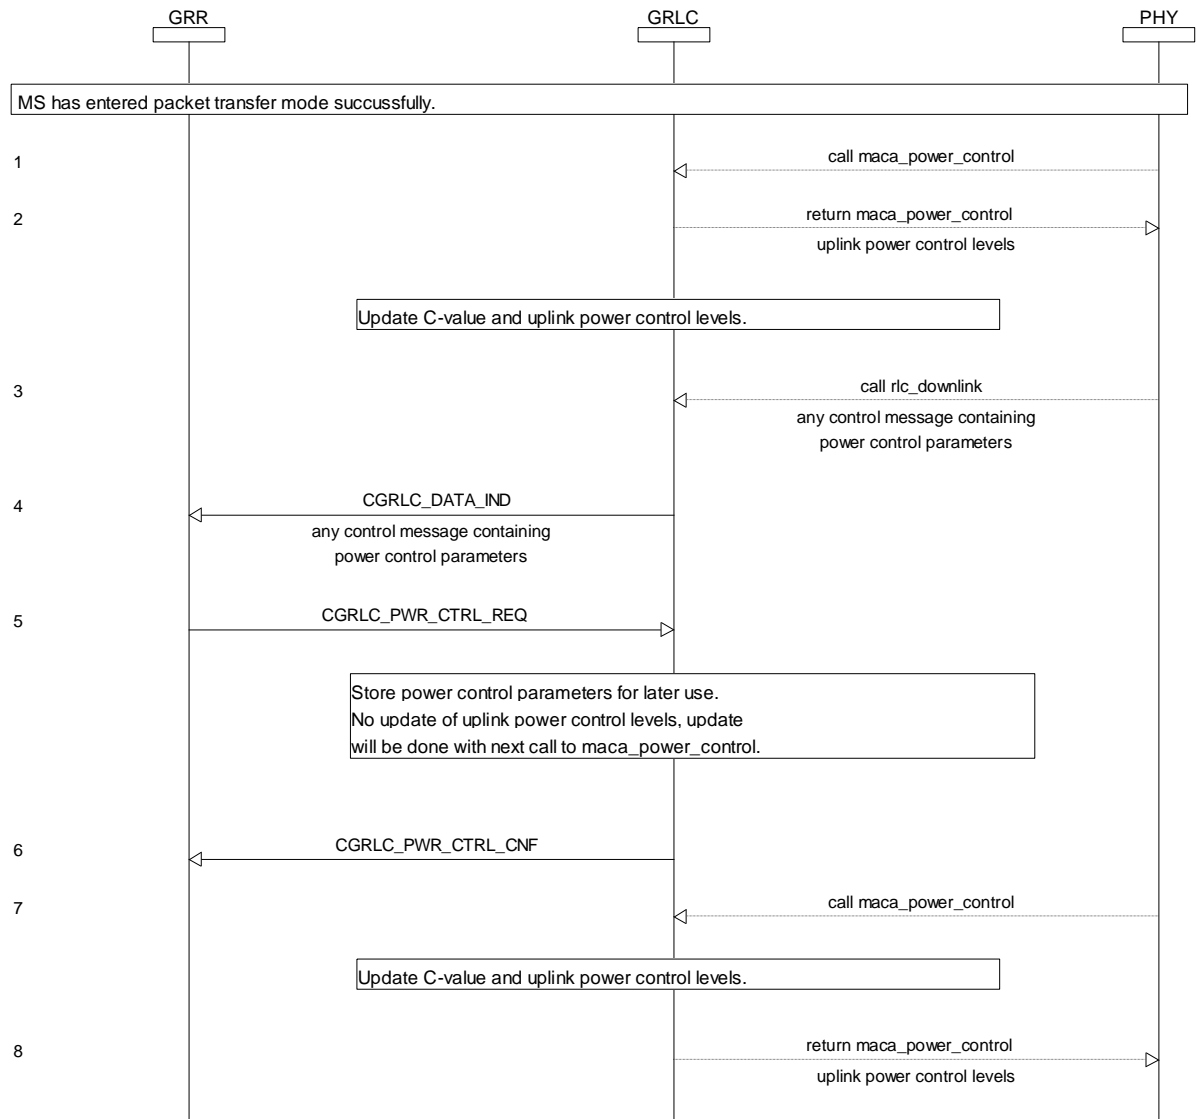 GRR GRLC PHY
MS has entered packet transfer mode succussfully.
1 call maca_power_control
2 return maca_power_control
uplink power control levels
Update C-value and uplink power control levels.
3 call rlc_downlink
any control message containing
power control parameters
4 CGRLC_DATA_IND
any control message containing
power control parameters
5 CGRLC_PWR_CTRL_REQ
Store power control parameters for later use.
No update of uplink power control levels, update
will be done with next call to maca_power_control.
6 CGRLC_PWR_CTRL_CNF
7 call maca_power_control
Update C-value and uplink power control levels.
8 return maca_power_control
uplink power control levels